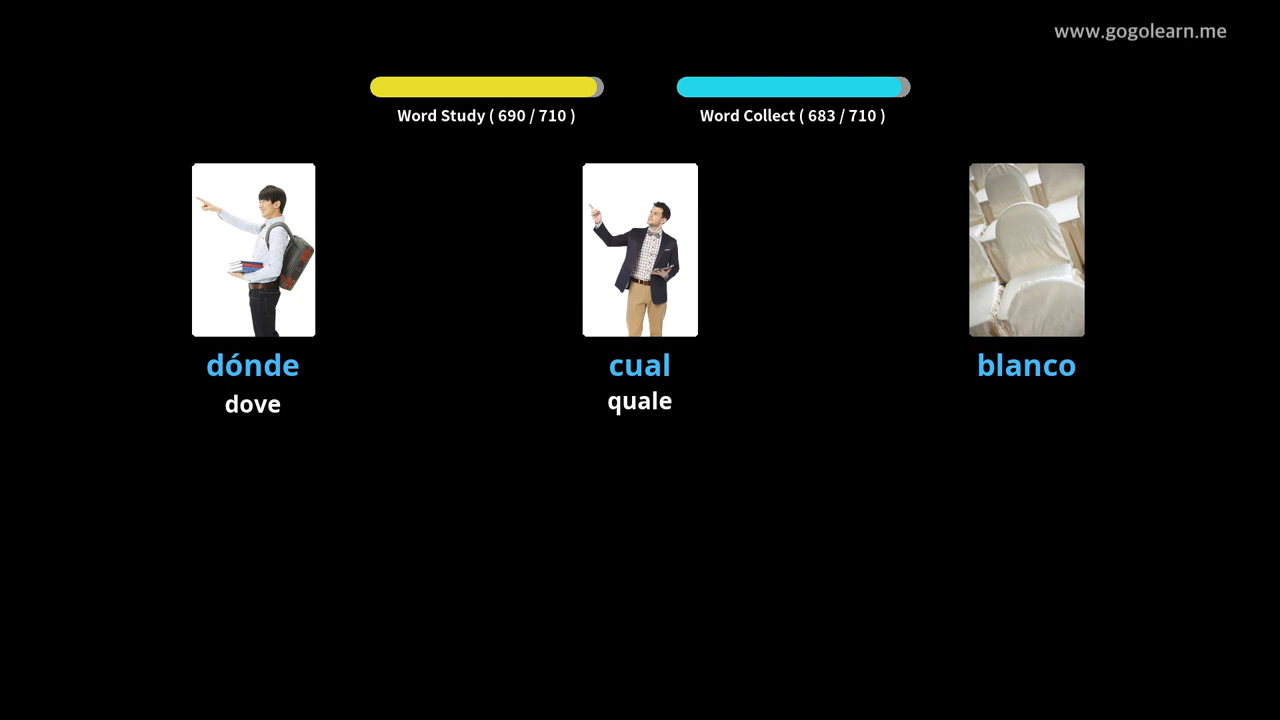 www.gogolearn.me
Word Study ( 690 / 710 )
Word Collect ( 683 / 710 )
dónde
dove
cual
quale
blanco